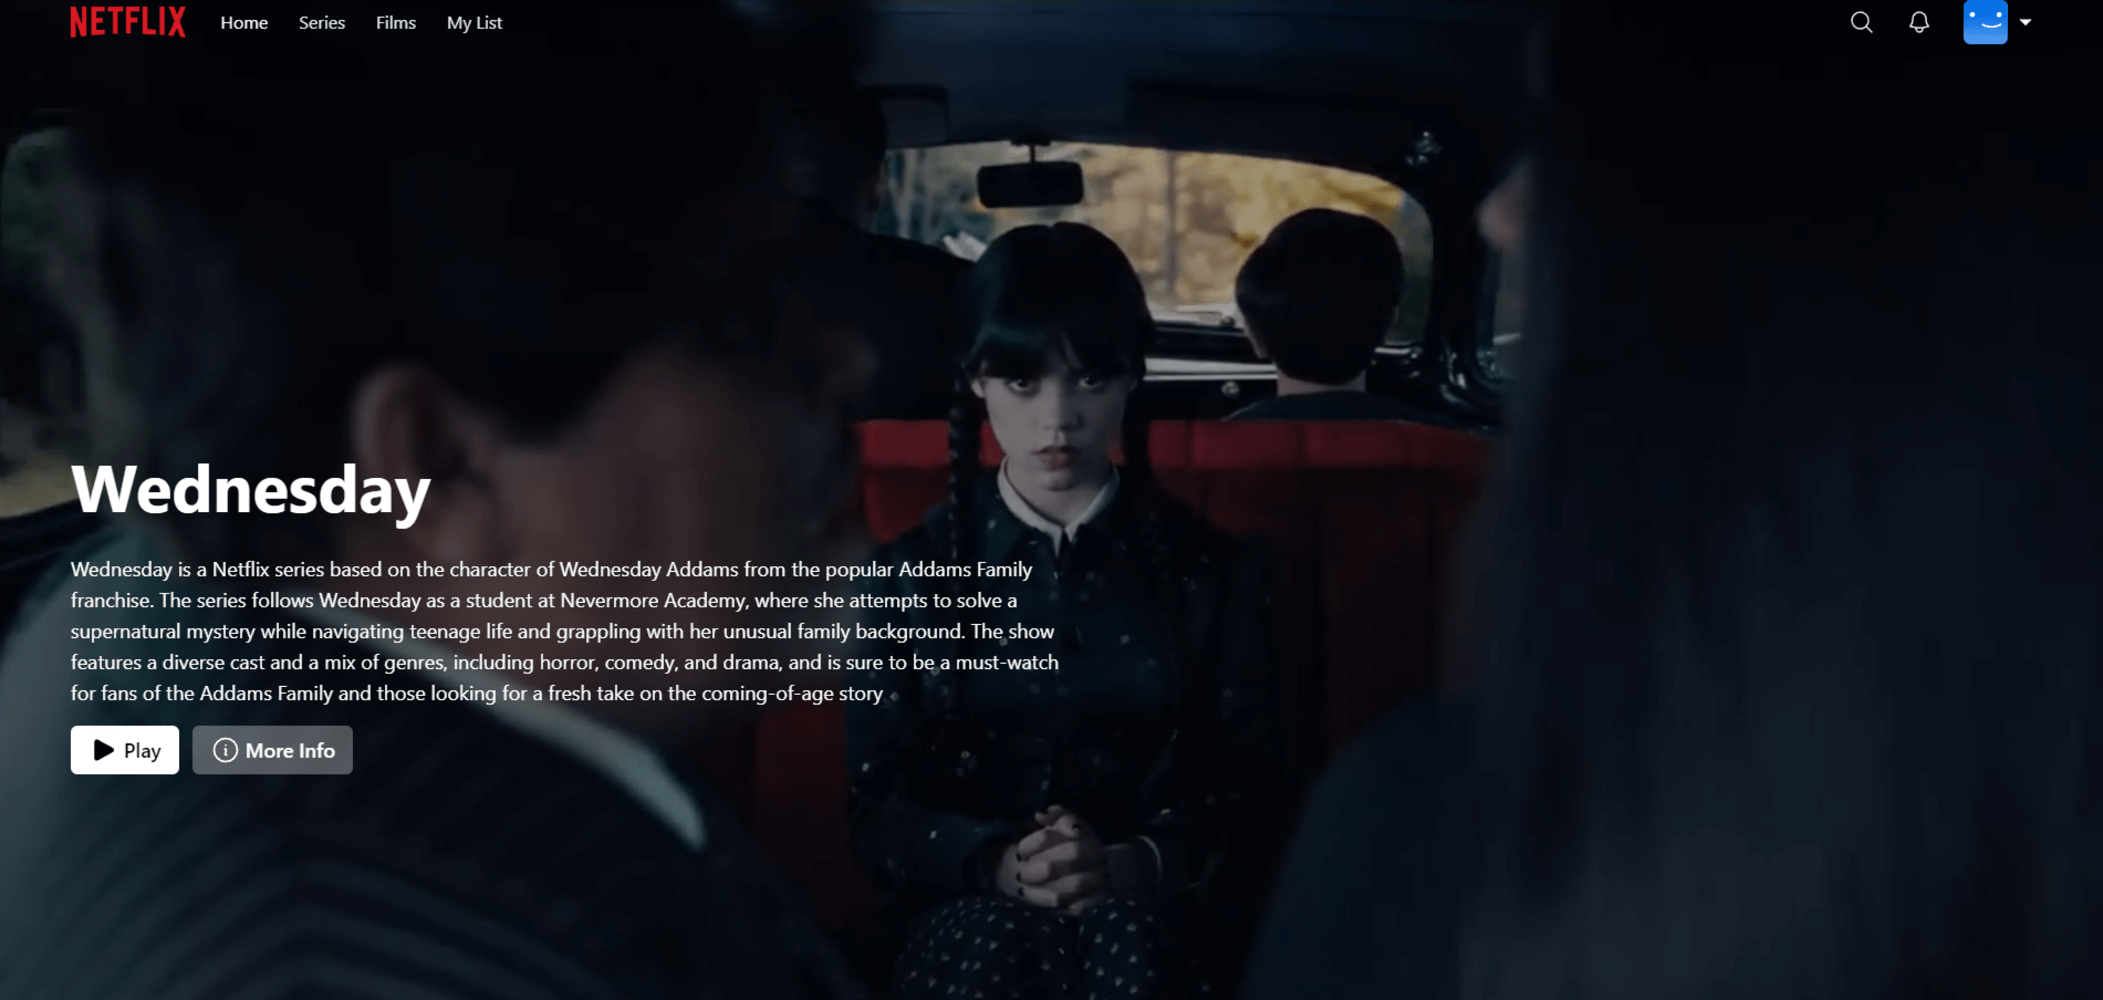 NETFLIX Home Series Films My List
Wednesday
Wednesday is a Netflix series based on the character of Wednesday Addams from the popular Addams Family
franchise. The series follows Wednesday as a student at Nevermore Academy, where she attempts to solve a
supernatural mystery while navigating teenage life and grappling with her unusual family background. The show
features a diverse cast and a mix of genres, including horror, comedy, and drama, and is sure to be a must-watch
for fans of the Addams Family and those looking for a fresh take on the coming-of-age story
Play More Info